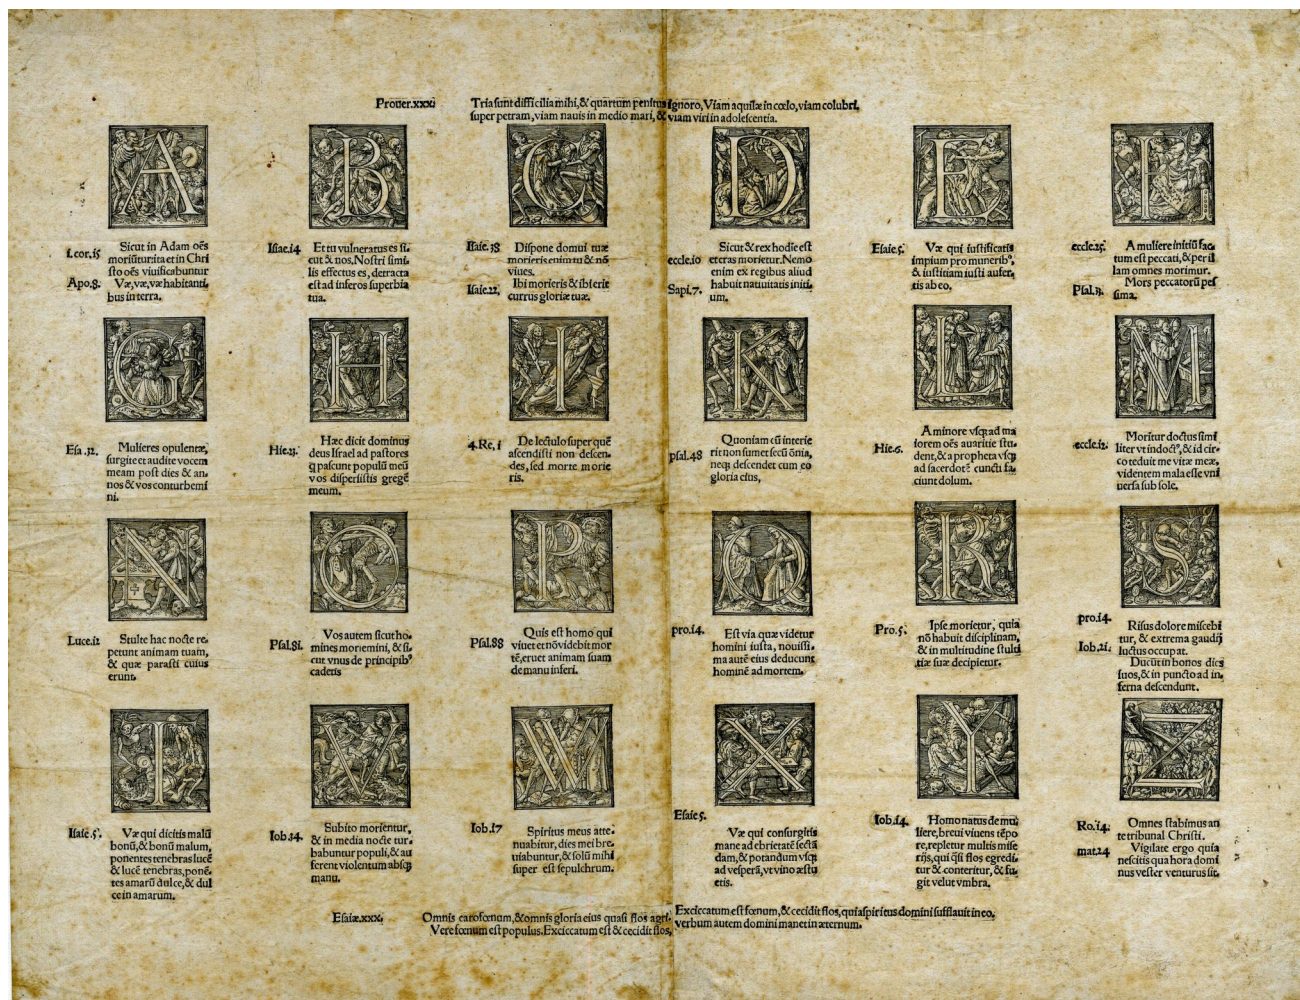 Prouer.xxxi Tria sunt difficilia mihi, & quartum penitus ignoro, Viam aquilæ in cœlo, viam colubri
super petram, viam nauis in medio mari, & viam viri in adolescentia.
A
i.cor.15 Sicut in Adam oēs
moriūtur: ita et in Chri
sto oēs viuificabuntur
Apo.8. Væ, væ, væ habitanti-
bus in terra.
B
Isiae.14 Et tu vulneratus es si-
cut & nos. Nostri simi-
lis effectus es, detracta
est ad inferos superbia
tua.
C
Isaie.38 Dispone domui tuæ
morieris enim tu & nō
viues.
Isaie.22. Ibi morieris & ibi erit
currus gloriæ tuæ.
D
Sicut & rex hodie est
eccle.10 et cras morietur. Nemo
enim ex regibus aliud
Sapi.7. habuit natiuitatis initi-
um.
E
Esaie.5. Væ qui iustificatis
impium pro munerib⁹,
& iustitiam iusti aufer-
tis ab eo.
F
eccle.25. A muliere initiū fac-
tum est peccati, & per il
lam omnes morimur.
Psal.33. Mors peccatorū pes
sima.
G
Esa.32. Mulieres opulentæ,
surgite et audite vocem
meam post dies & an-
nos & vos conturbemi
ni.
H
Hie.23. Hæc dicit dominus
deus Israel ad pastores
q̄ pascunt populū meū
vos dispersistis gregē
meum.
I
4.Re, i De lectulo super quē
ascendisti non descen-
des, sed morte morie
ris.
K
Quoniam cū interie
psal.48 rit non sumet secū ōnia,
neq; descendet cum eo
gloria eius,
L
A minore vsq; ad ma
Hie.6. iorem oēs auaritie stu-
dent, & a propheta vsq;
ad sacerdotē cuncti fa-
ciunt dolum.
M
Moritur doctus simi
eccle.12. liter vt indoct⁹, & id cir-
co teduit me vitæ meæ,
videntem mala esse vni
uersa sub sole.
N
Luce.12 Stulte hac nocte re-
petunt animam tuam,
& quæ parasti cuius
erunt.
O
Psal.81. Vos autem sicut ho-
mines moriemini, & si-
cut vnus de principib⁹
cadetis
P
Psal.88 Quis est homo qui
viuet et nō videbit mor
tē, eruet animam suam
de manu inferi.
Q
pro.14. Est via quæ videtur
homini iusta, nouissi-
ma autē eius deducunt
hominē ad mortem.
R
Pro.5. Ipse morietur, quia
nō habuit disciplinam,
& in multitudine stulti
tiæ suæ decipietur.
S
pro.14. Risus dolore miscebi
tur, & extrema gaudij
Iob.21. luctus occupat.
Ducūt in bonos dies
suos, & in puncto ad in-
ferna descendunt.
T
Isaie.5. Væ qui dicitis malū
bonū, & bonū malum,
ponentes tenebras lucē
& lucē tenebras, ponē-
tes amarū dulce, & dul
ce in amarum.
V
Iob.34. Subito morientur,
& in media nocte tur-
babuntur populi, & au
ferent violentum absq;
manu.
W
Iob.17 Spiritus meus atte-
nuabitur, dies mei bre-
uiabuntur, & solū mihi
super est sepulchrum.
X
Esaie 5.
Væ qui consurgitis
mane ad ebrietatē sectā
dam, & potandum vsq;
ad vesperā, vt vino æstu
etis.
Y
Iob.14. Homo natus de mu-
liere, breui viuens tēpo
re, repletur multis mise
rijs, qui q̄si flos egredi-
tur & conteritur, & fu-
git velut vmbra.
Z
Ro.14. Omnes stabimus an
te tribunal Christi.
mat.24 Vigilate ergo quia
nescitis qua hora domi
nus vester venturus sit.
Esaiæ.xxx. Omnis caro fœnum, & omnis gloria eius quasi flos agri. Exciccatum est fœnum, & cecidit flos, quia spiritus domini sufflauit in eo.
Vere fœnum est populus. Exciccatum est & cecidit flos, verbum autem domini manet in æternum.